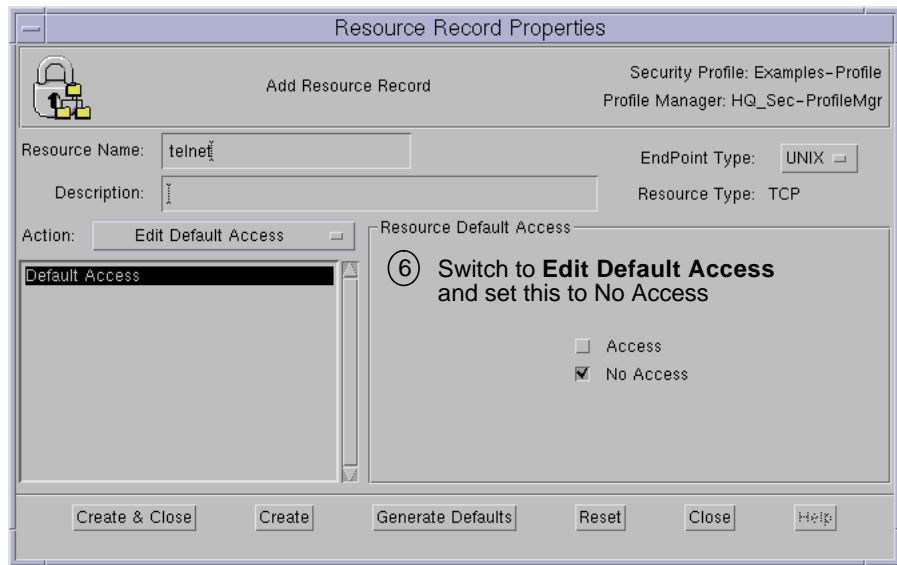 Resource Record Properties
Add Resource Record
Security Profile: Examples-Profile
Profile Manager: HQ_Sec-ProfileMgr
Resource Name: telnet
EndPoint Type: UNIX
Description:
Resource Type: TCP
Action: Edit Default Access
Resource Default Access
Default Access
6 Switch to Edit Default Access
and set this to No Access
Access
No Access
Create & Close Create Generate Defaults Reset Close Help